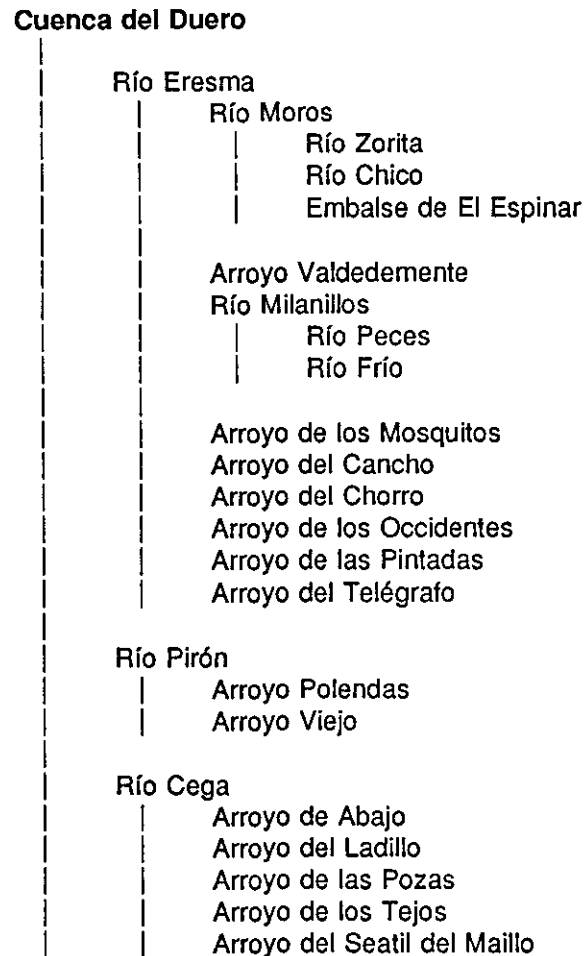 Cuenca del Duero
Río Eresma
Río Moros
Río Zorita
Río Chico
Embalse de El Espinar
Arroyo Valdedemente
Río Milanillos
Río Peces
Río Frío
Arroyo de los Mosquitos
Arroyo del Cancho
Arroyo del Chorro
Arroyo de los Occidentes
Arroyo de las Pintadas
Arroyo del Telégrafo
Río Pirón
Arroyo Polendas
Arroyo Viejo
Río Cega
Arroyo de Abajo
Arroyo del Ladillo
Arroyo de las Pozas
Arroyo de los Tejos
Arroyo del Seatil del Maillo